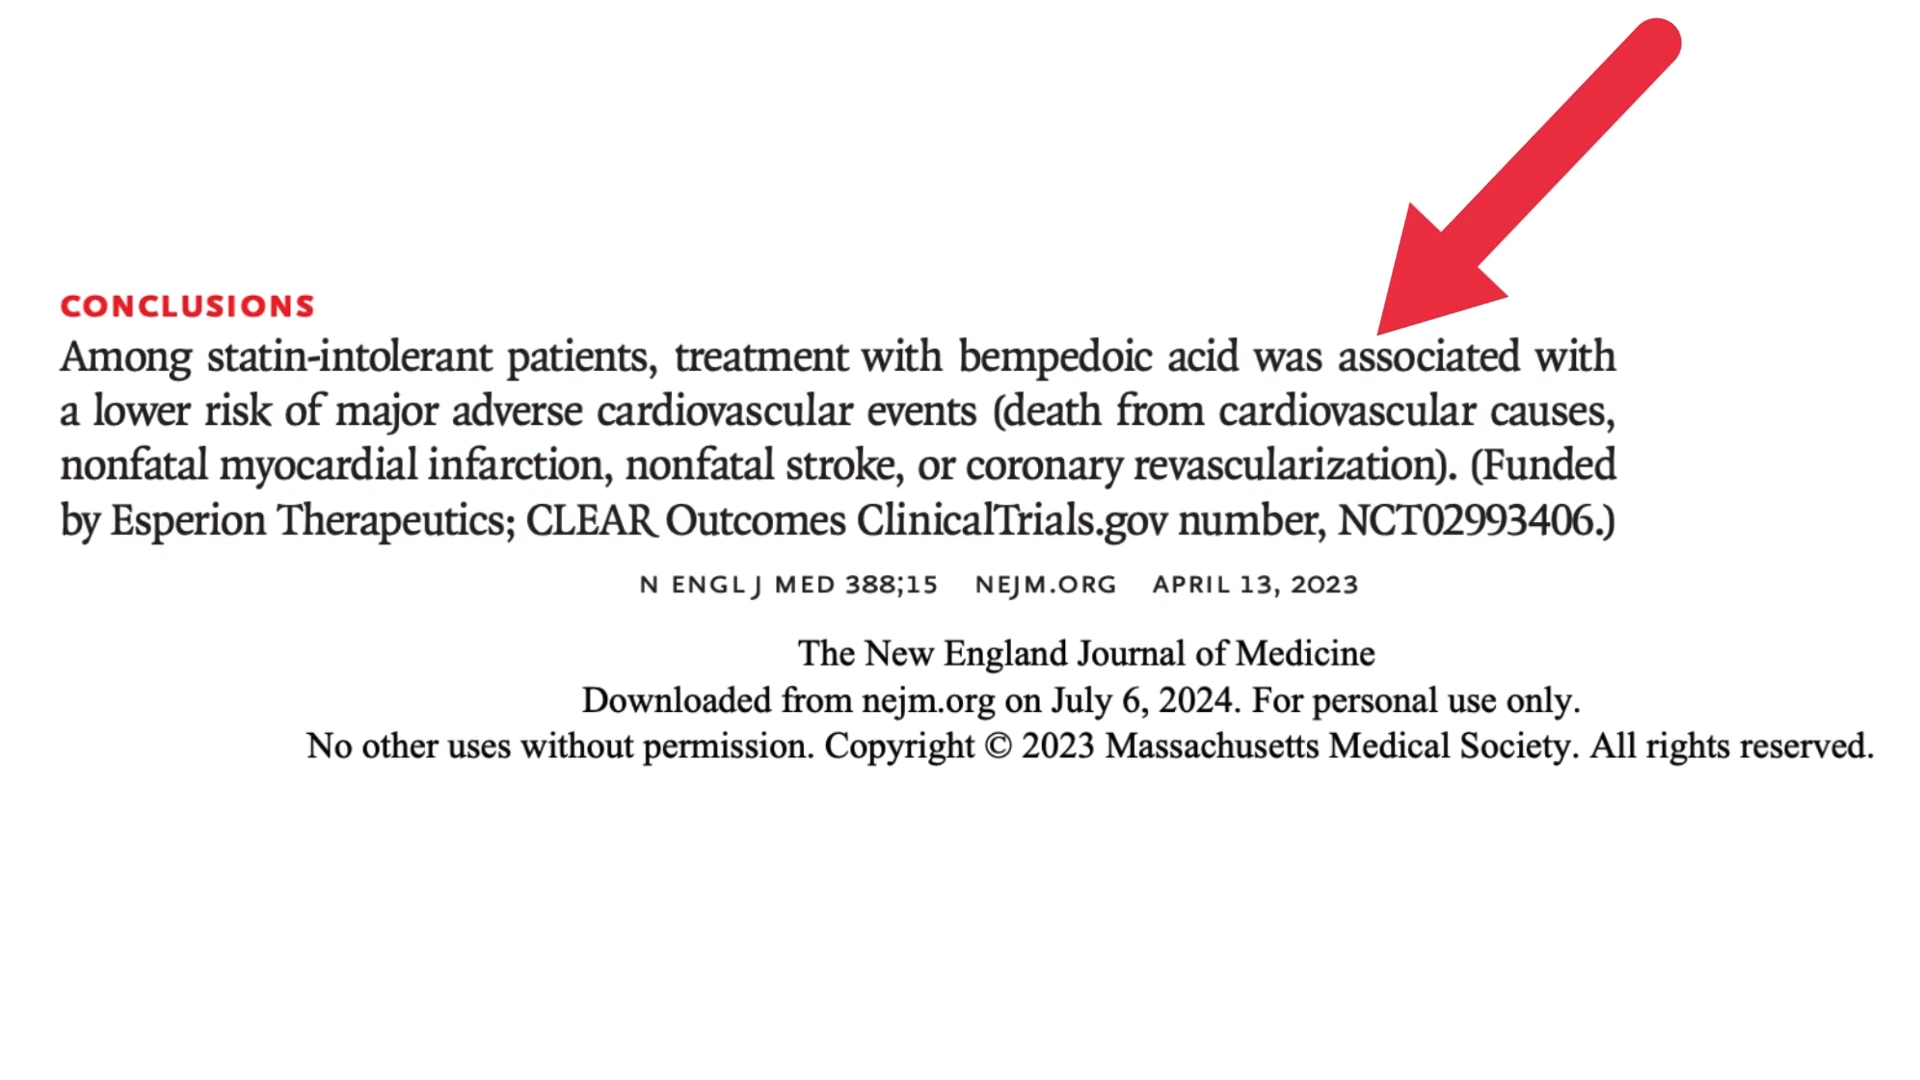 CONCLUSIONS
Among statin-intolerant patients, treatment with bempedoic acid was associated with
a lower risk of major adverse cardiovascular events (death from cardiovascular causes,
nonfatal myocardial infarction, nonfatal stroke, or coronary revascularization). (Funded
by Esperion Therapeutics; CLEAR Outcomes ClinicalTrials.gov number, NCT02993406.)
N ENGL J MED 388;15 NEJM.ORG APRIL 13, 2023
The New England Journal of Medicine
Downloaded from nejm.org on July 6, 2024. For personal use only.
No other uses without permission. Copyright © 2023 Massachusetts Medical Society. All rights reserved.